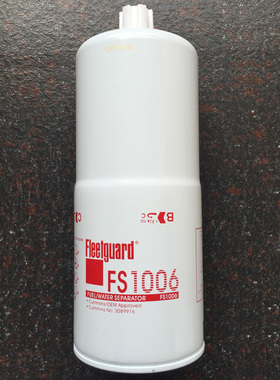 Fleetguard
FS1006
FUEL/WATER SEPARATOR
FS1006
• Cummins/OEM Approved
• Cummins No. 3089916